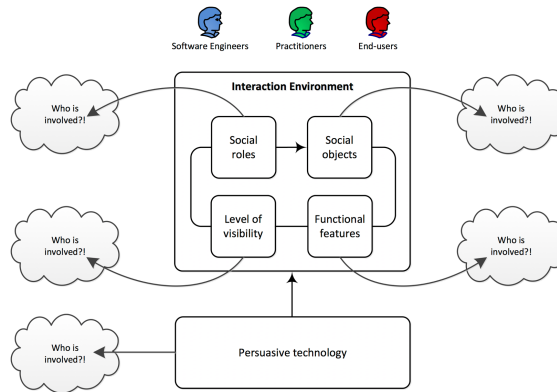 Software Engineers
Practitioners
End-users
Interaction Environment
Who is
involved?!
Who is
involved?!
Social
roles
Social
objects
Level of
visibility
Functional
features
Who is
involved?!
Who is
involved?!
Who is
involved?!
Persuasive technology